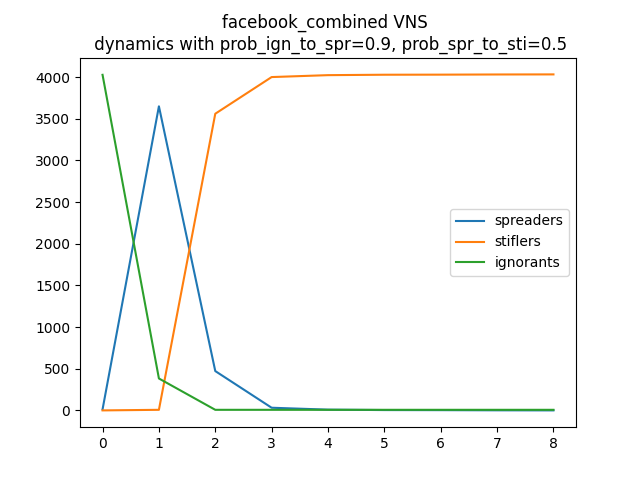 facebook_combined VNS
dynamics with prob_ign_to_spr=0.9, prob_spr_to_sti=0.5
4000
3500
3000
2500
2000
1500
1000
500
0
spreaders
stiflers
ignorants
0 1 2 3 4 5 6 7 8